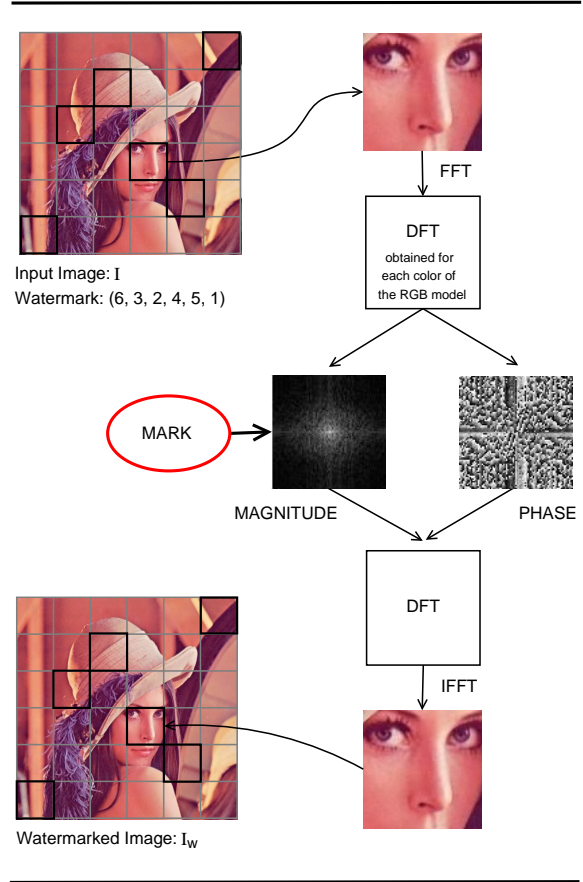 FFT
DFT
obtained for
each color of
the RGB model
Input Image: I
Watermark: (6, 3, 2, 4, 5, 1)
MARK
MAGNITUDE
PHASE
DFT
IFFT
Watermarked Image: Iw